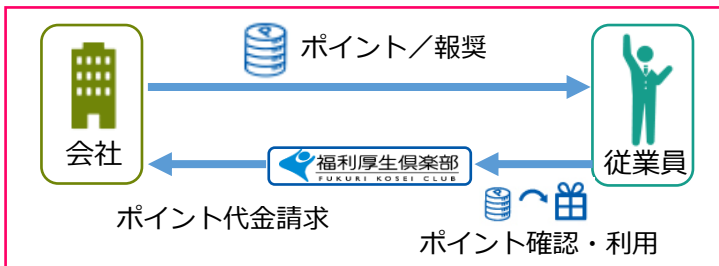 ポイント／報奨
会社
従業員
福利厚生倶楽部
FUKURI KOSEI CLUB
ポイント代金請求
ポイント確認・利用